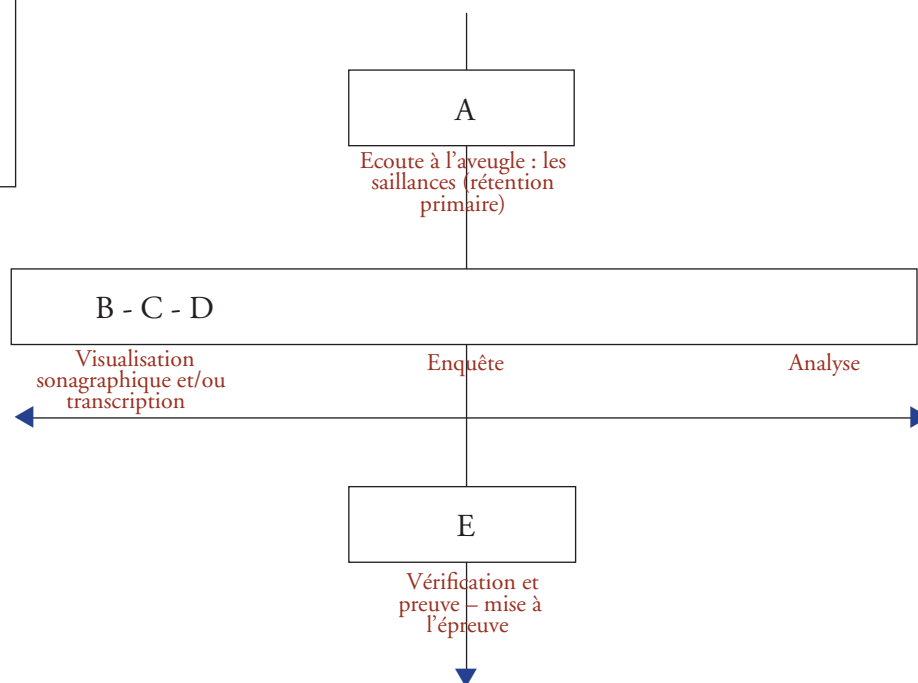 A
Ecoute à l’aveugle : les
saillances (rétention
primaire)
B - C - D
Visualisation
sonagraphique et/ou
transcription
Enquête
Analyse
E
Vérification et
preuve – mise à
l’épreuve